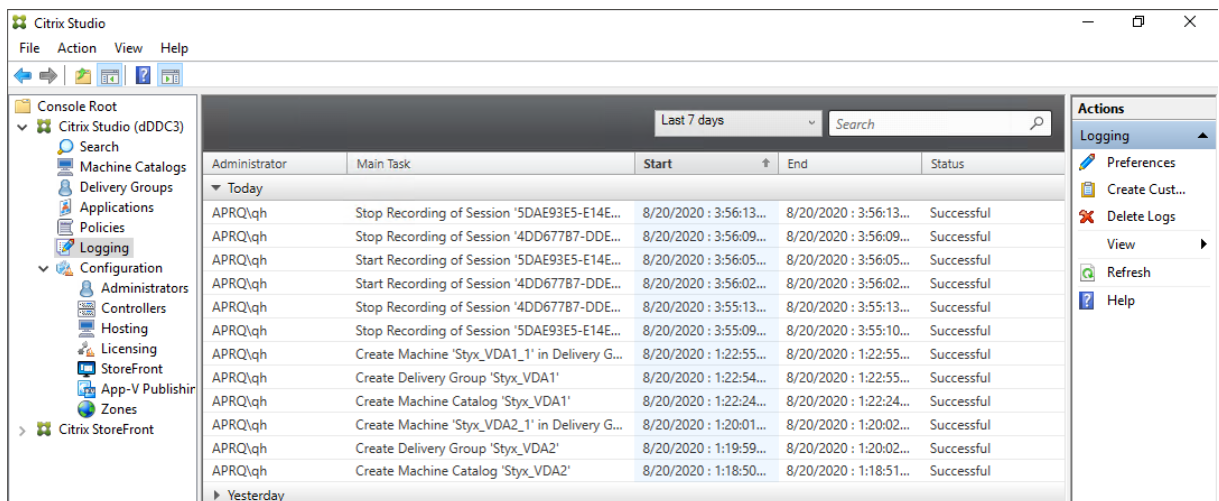 Citrix Studio
File Action View Help
Console Root
Citrix Studio (dDDC3)
Search
Machine Catalogs
Delivery Groups
Applications
Policies
Logging
Configuration
Administrators
Controllers
Hosting
Licensing
StoreFront
App-V Publishin
Zones
Citrix StoreFront
Last 7 days
Search
Administrator Main Task Start End Status
Today
APRQ\qh Stop Recording of Session '5DAE93E5-E14E... 8/20/2020 : 3:56:13... 8/20/2020 : 3:56:13... Successful
APRQ\qh Stop Recording of Session '4DD677B7-DDE... 8/20/2020 : 3:56:09... 8/20/2020 : 3:56:09... Successful
APRQ\qh Start Recording of Session '5DAE93E5-E14E... 8/20/2020 : 3:56:05... 8/20/2020 : 3:56:05... Successful
APRQ\qh Start Recording of Session '4DD677B7-DDE... 8/20/2020 : 3:56:02... 8/20/2020 : 3:56:02... Successful
APRQ\qh Stop Recording of Session '4DD677B7-DDE... 8/20/2020 : 3:55:13... 8/20/2020 : 3:55:13... Successful
APRQ\qh Stop Recording of Session '5DAE93E5-E14E... 8/20/2020 : 3:55:09... 8/20/2020 : 3:55:10... Successful
APRQ\qh Create Machine 'Styx_VDA1_1' in Delivery G... 8/20/2020 : 1:22:55... 8/20/2020 : 1:22:55... Successful
APRQ\qh Create Delivery Group 'Styx_VDA1' 8/20/2020 : 1:22:54... 8/20/2020 : 1:22:55... Successful
APRQ\qh Create Machine Catalog 'Styx_VDA1' 8/20/2020 : 1:22:24... 8/20/2020 : 1:22:24... Successful
APRQ\qh Create Machine 'Styx_VDA2_1' in Delivery G... 8/20/2020 : 1:20:01... 8/20/2020 : 1:20:02... Successful
APRQ\qh Create Delivery Group 'Styx_VDA2' 8/20/2020 : 1:19:59... 8/20/2020 : 1:20:02... Successful
APRQ\qh Create Machine Catalog 'Styx_VDA2' 8/20/2020 : 1:18:50... 8/20/2020 : 1:18:51... Successful
Yesterday
Actions
Logging
Preferences
Create Cust...
Delete Logs
View
Refresh
Help